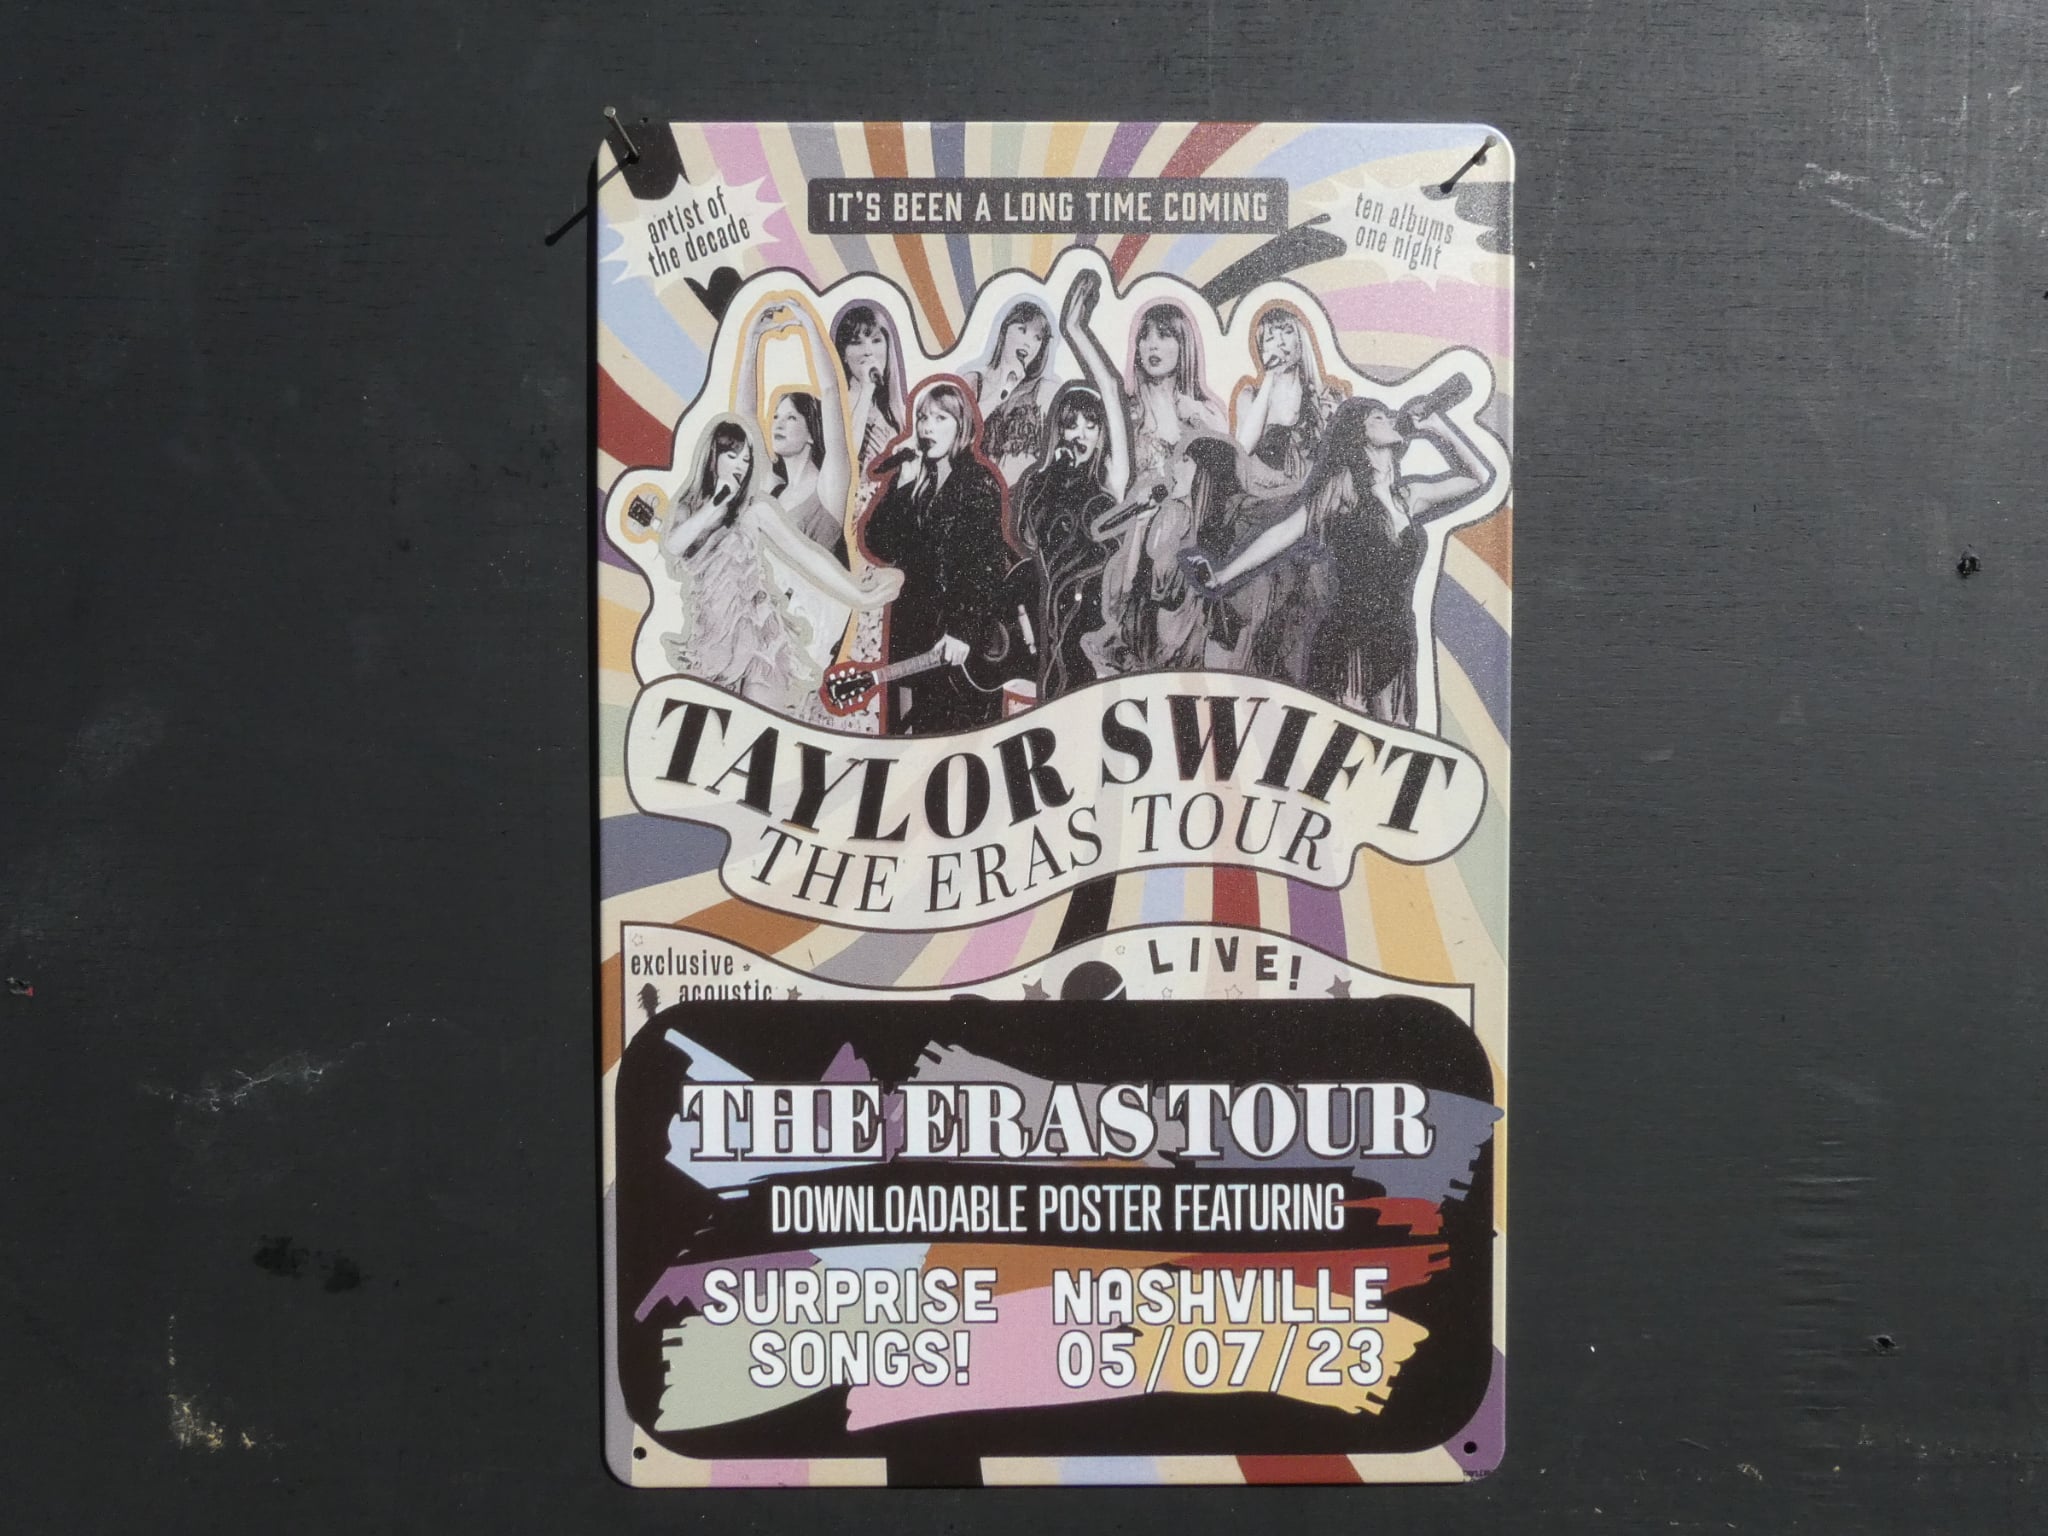 IT'S BEEN A LONG TIME COMING
artist of
the decade
ten albums
one night
TAYLOR SWIFT
THE ERAS TOUR
exclusive
acoustic
LIVE!
THE ERAS TOUR
DOWNLOADABLE POSTER FEATURING
SURPRISE
SONGS!
NASHVILLE
05/07/23